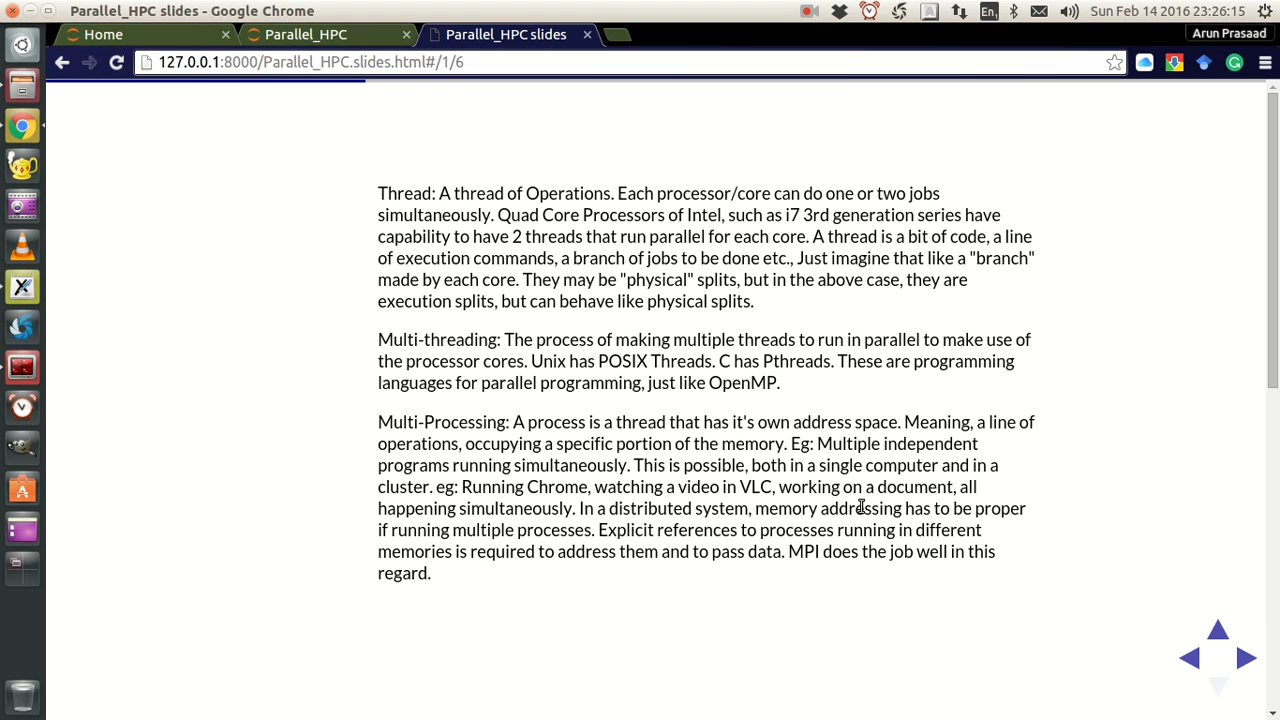 Parallel_HPC slides - Google Chrome
En1
Sun Feb 14 2016 23:26:15
Home
Parallel_HPC
Parallel_HPC slides
Arun Prasaad
127.0.0.1:8000/Parallel_HPC.slides.html#/1/6
Thread: A thread of Operations. Each processor/core can do one or two jobs
simultaneously. Quad Core Processors of Intel, such as i7 3rd generation series have
capability to have 2 threads that run parallel for each core. A thread is a bit of code, a line
of execution commands, a branch of jobs to be done etc., Just imagine that like a "branch"
made by each core. They may be "physical" splits, but in the above case, they are
execution splits, but can behave like physical splits.
Multi-threading: The process of making multiple threads to run in parallel to make use of
the processor cores. Unix has POSIX Threads. C has Pthreads. These are programming
languages for parallel programming, just like OpenMP.
Multi-Processing: A process is a thread that has it's own address space. Meaning, a line of
operations, occupying a specific portion of the memory. Eg: Multiple independent
programs running simultaneously. This is possible, both in a single computer and in a
cluster. eg: Running Chrome, watching a video in VLC, working on a document, all
happening simultaneously. In a distributed system, memory addressing has to be proper
if running multiple processes. Explicit references to processes running in different
memories is required to address them and to pass data. MPI does the job well in this
regard.